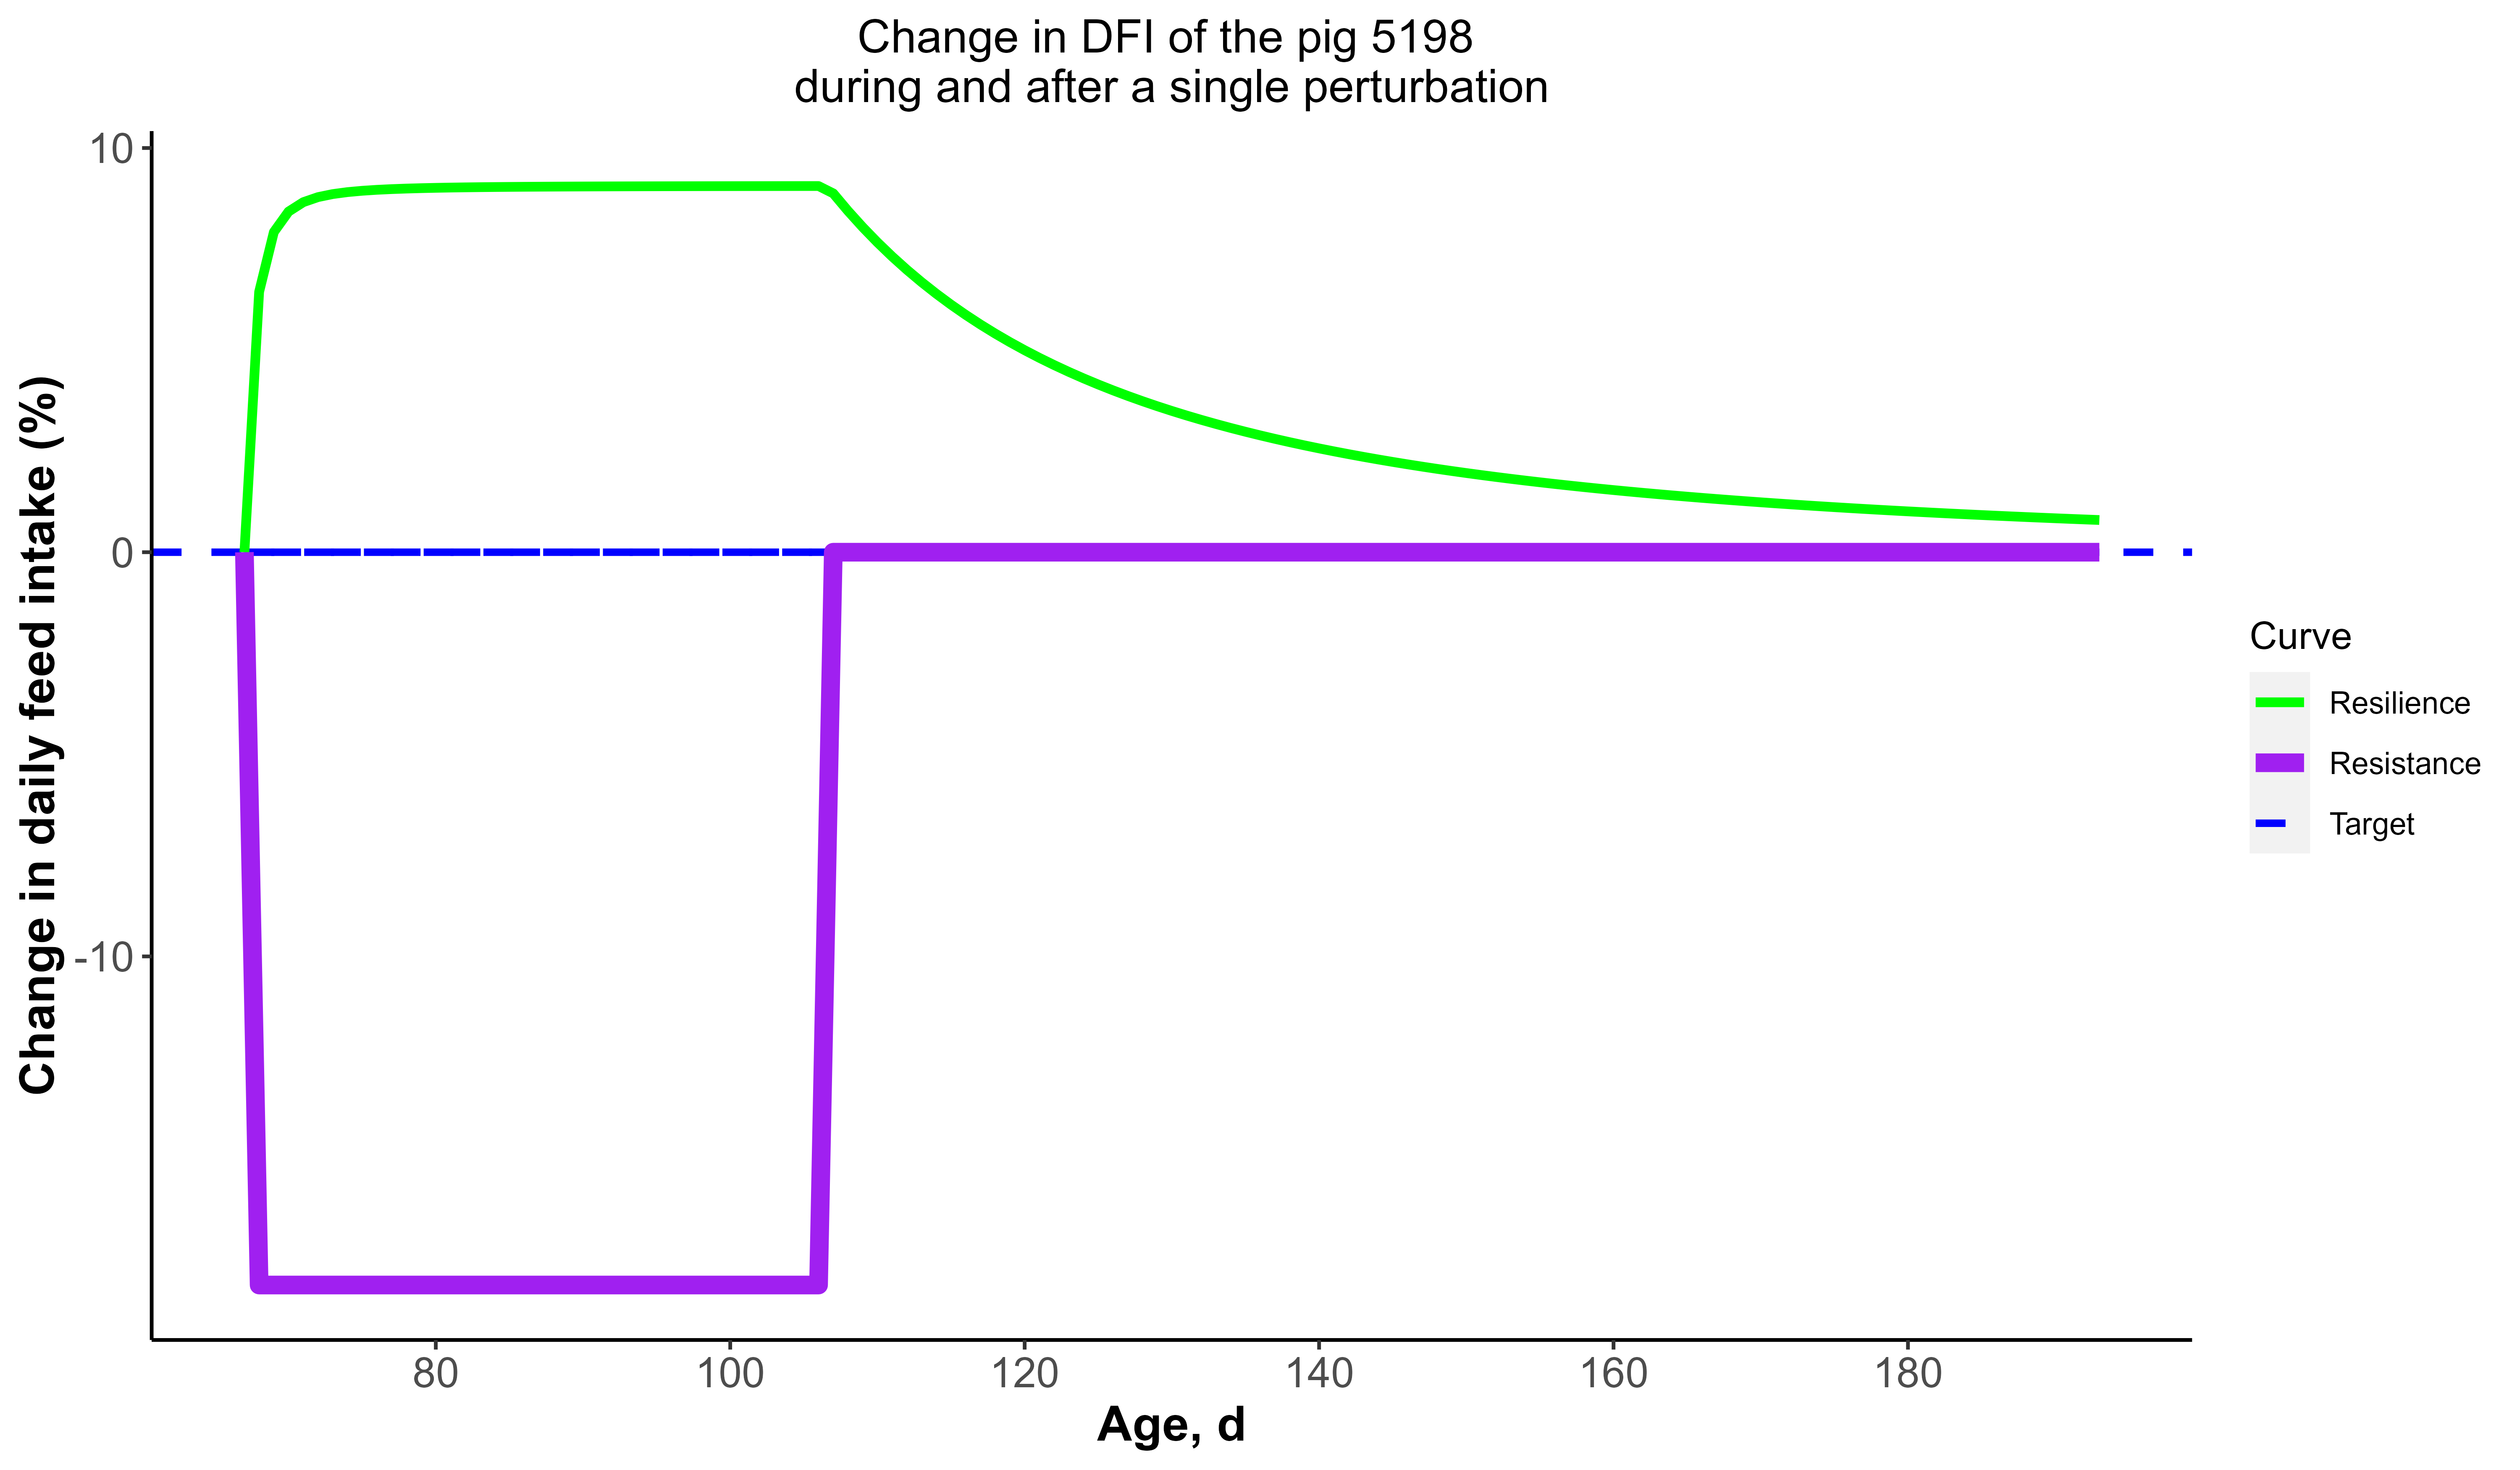 Change in DFI of the pig 5198
during and after a single perturbation
Change in daily feed intake (%)
10
0
-10
80
100
120
140
160
180
Age, d
Curve
Resilience
Resistance
Target